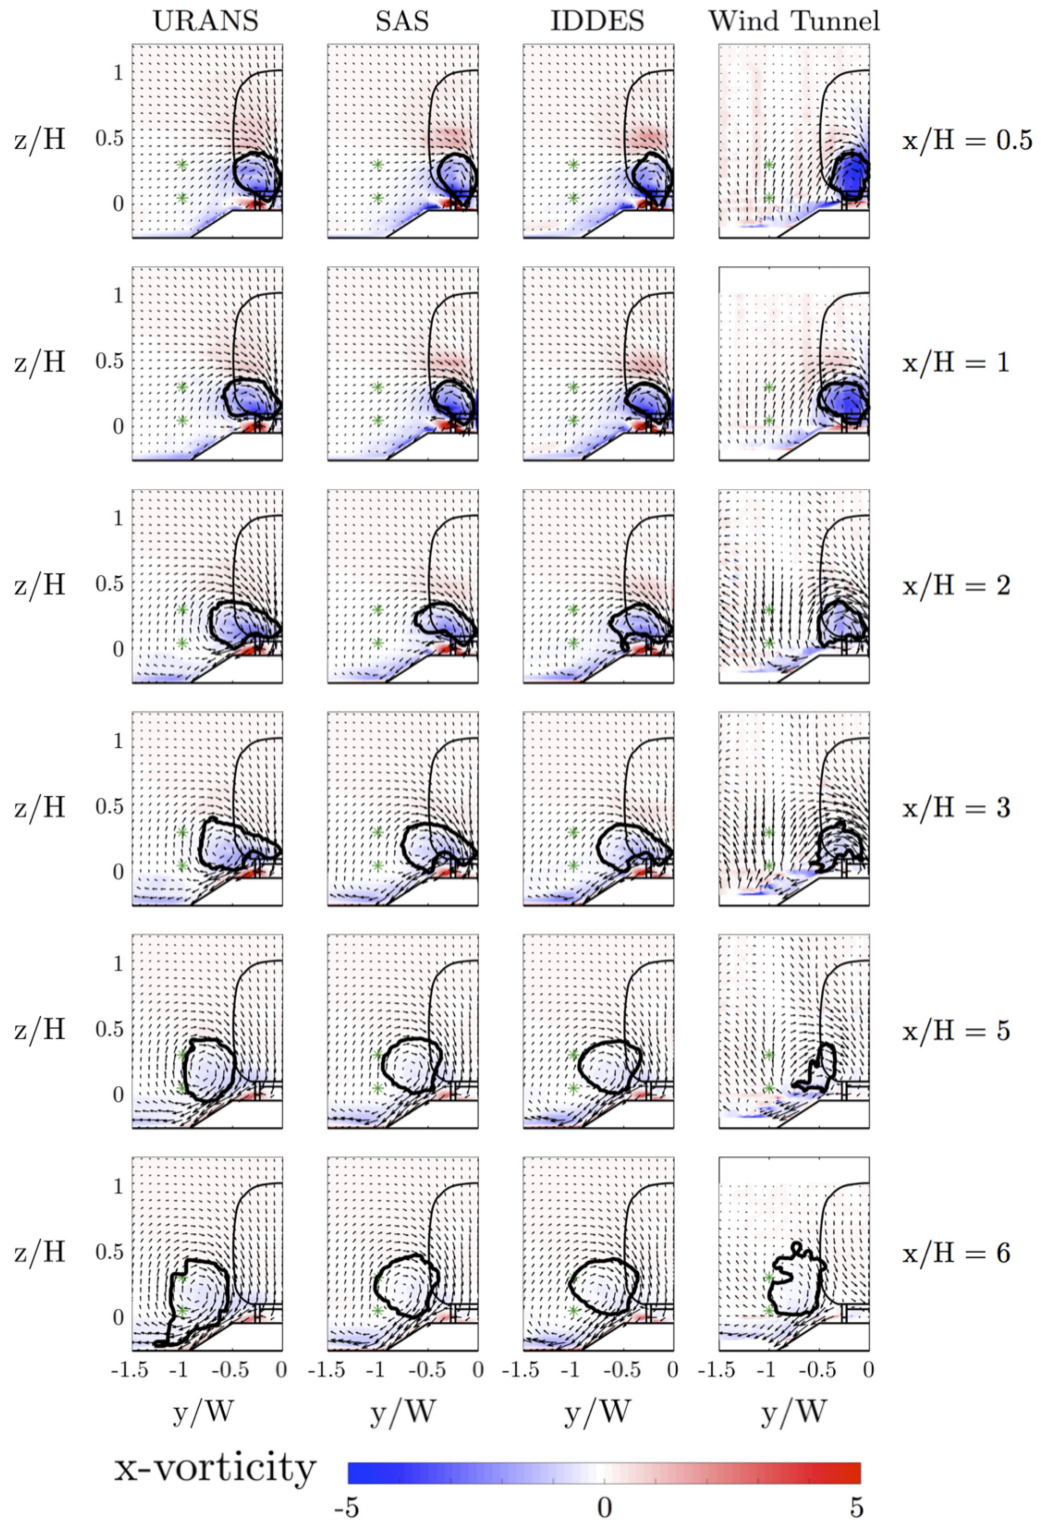 URANS SAS IDDES Wind Tunnel
1
z/H 0.5 x/H = 0.5
0
1
z/H 0.5 x/H = 1
0
1
z/H 0.5 x/H = 2
0
1
z/H 0.5 x/H = 3
0
1
z/H 0.5 x/H = 5
0
1
z/H 0.5 x/H = 6
0
-1.5 -1 -0.5 0 -1.5 -1 -0.5 0 -1.5 -1 -0.5 0 -1.5 -1 -0.5 0
y/W y/W y/W y/W
x-vorticity
-5 0 5